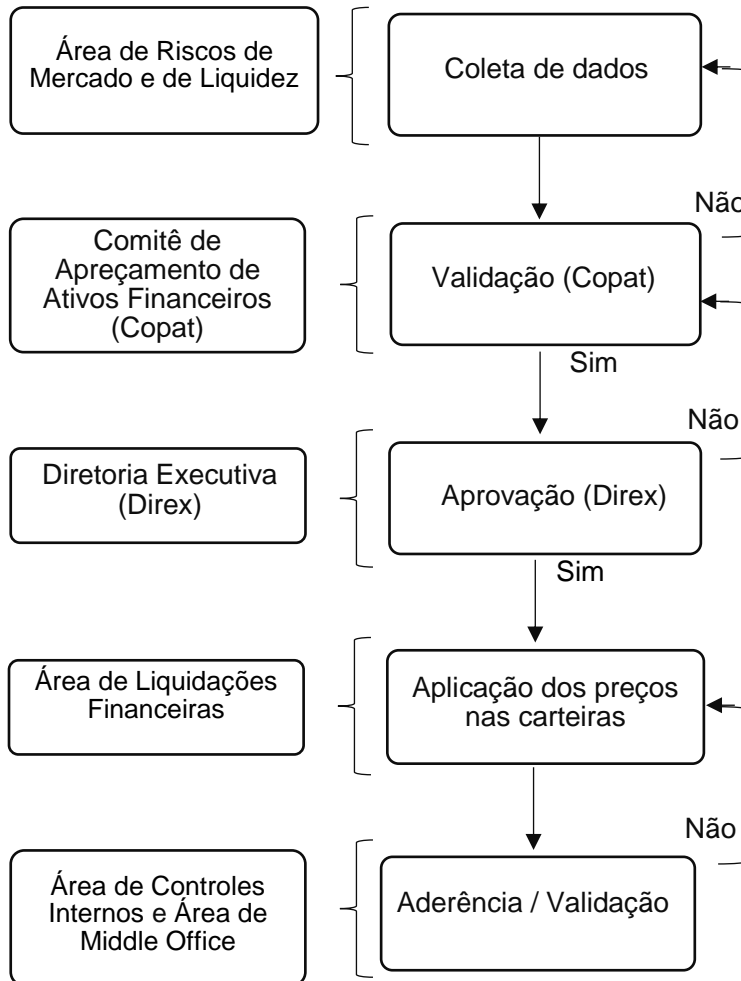 Área de Riscos de
Mercado e de Liquidez
Coleta de dados
Não
Comitê de
Apreçamento de
Ativos Financeiros
(Copat)
Validação (Copat)
Sim
Não
Diretoria Executiva
(Direx)
Aprovação (Direx)
Sim
Área de Liquidações
Financeiras
Aplicação dos preços
nas carteiras
Não
Área de Controles
Internos e Área de
Middle Office
Aderência / Validação